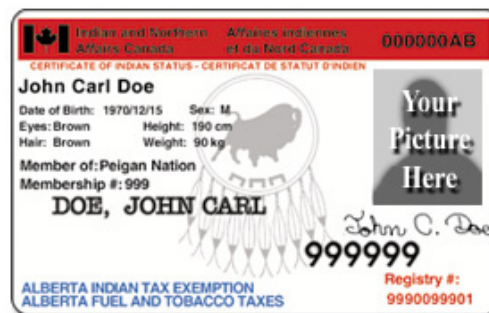 Indian and Northern Affaires indiennes
Affairs Canada et du Nord Canada
000000AB
CERTIFICATE OF INDIAN STATUS - CERTIFICAT DE STATUT D'INDIEN
John Carl Doe
Date of Birth: 1970/12/15 Sex: M
Eyes: Brown Height: 190 cm
Hair: Brown Weight: 90 kg
Member of: Peigan Nation
Membership #: 999
DOE, JOHN CARL
Your
Picture
Here
John C. Doe
999999
Registry #:
9990099901
ALBERTA INDIAN TAX EXEMPTION
ALBERTA FUEL AND TOBACCO TAXES